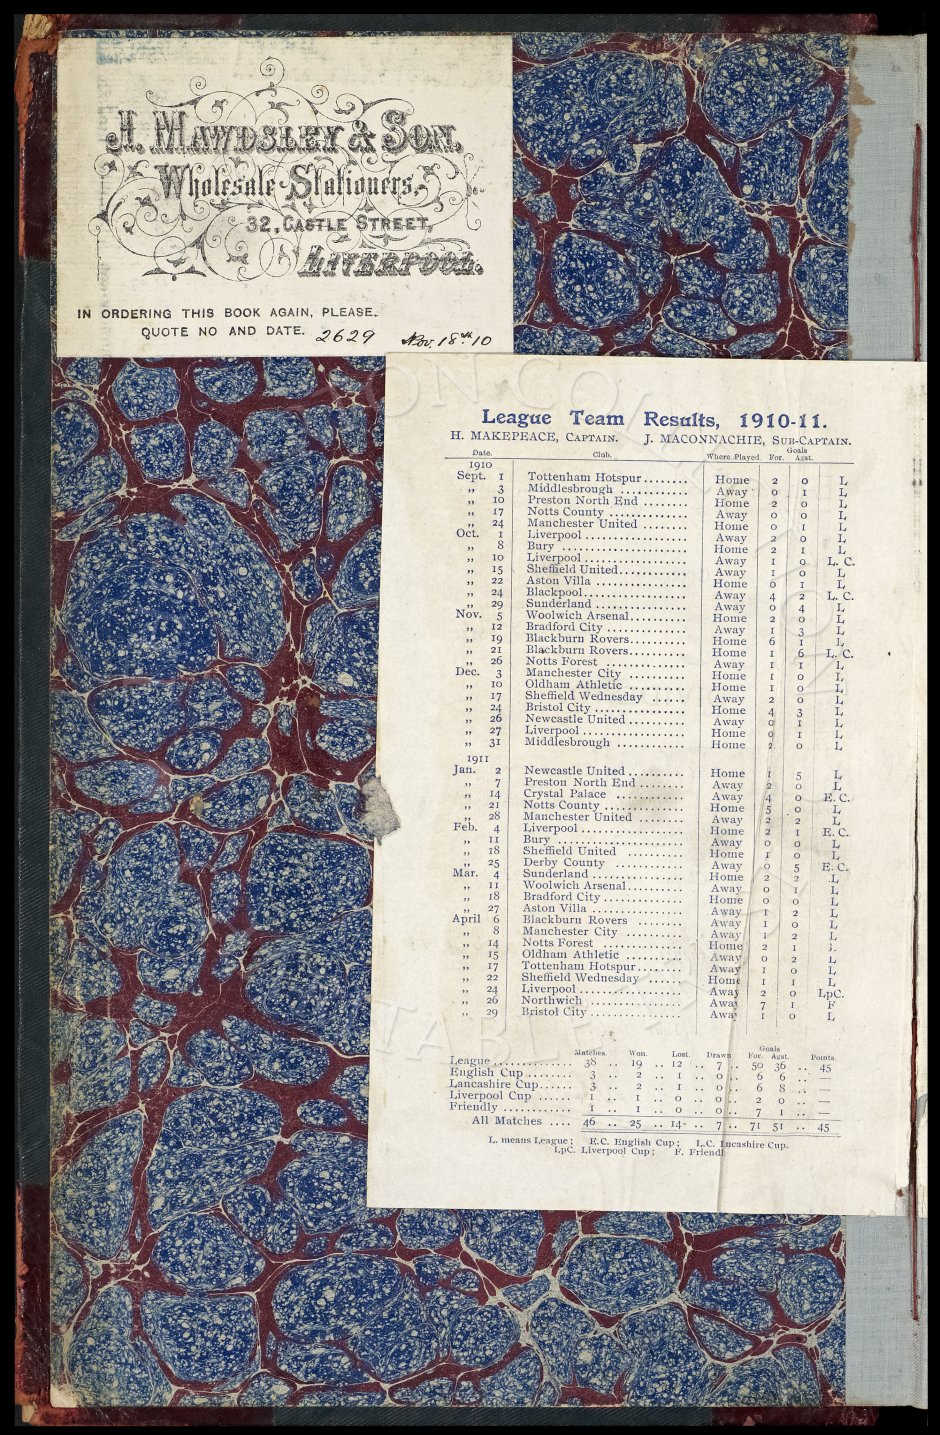 J. Mawdsley & Son,
Wholesale Stationers,
32, Castle Street,
Liverpool.
IN ORDERING THIS BOOK AGAIN, PLEASE
QUOTE NO AND DATE. 2629 Nov. 18th/10
League Team Results, 1910-11.
H. MAKEPEACE, CAPTAIN. J. MACONNACHIE, SUB-CAPTAIN.
Goals
Date. Club. Where Played For. Agst.
1910
Sept. 1 Tottenham Hotspur........ Home 2 0 L
„ 3 Middlesbrough ............ Away 0 1 L
„ 10 Preston North End ........ Home 2 0 L
„ 17 Notts County ............. Away 0 0 L
„ 24 Manchester United ........ Home 0 1 L
Oct. 1 Liverpool.................. Away 2 0 L
„ 8 Bury ...................... Home 2 1 L
„ 10 Liverpool.................. Away 1 0 L. C.
„ 15 Sheffield United............ Away 1 0 L
„ 22 Aston Villa ................ Home 0 1 L
„ 24 Blackpool.................. Away 4 2 L. C.
„ 29 Sunderland ................ Away 0 4 L
Nov. 5 Woolwich Arsenal.......... Home 2 0 L
„ 12 Bradford City .............. Away 1 3 L
„ 19 Blackburn Rovers.......... Home 6 1 L
„ 21 Blackburn Rovers.......... Home 1 6 L. C.
„ 26 Notts Forest .............. Away 1 1 L
Dec. 3 Manchester City .......... Home 1 0 L
„ 10 Oldham Athletic .......... Home 1 0 L
„ 17 Sheffield Wednesday ...... Away 2 0 L
„ 24 Bristol City ................ Home 4 3 L
„ 26 Newcastle United .......... Away 0 1 L
„ 27 Liverpool.................. Home 0 1 L
„ 31 Middlesbrough ............ Home 2 0 L
1911
Jan. 2 Newcastle United .......... Home 1 5 L
„ 7 Preston North End ........ Away 2 0 L
„ 14 Crystal Palace ............ Away 4 0 E. C.
„ 21 Notts County .............. Home 5 0 L
„ 28 Manchester United ........ Away 2 2 L
Feb. 4 Liverpool.................. Home 2 1 E. C.
„ 11 Bury ...................... Away 0 0 L
„ 18 Sheffield United .......... Home 1 0 L
„ 25 Derby County ............ Away 0 5 E. C.
Mar. 4 Sunderland ................ Home 2 2 L
„ 11 Woolwich Arsenal.......... Away 0 1 L
„ 18 Bradford City .............. Home 0 0 L
„ 27 Aston Villa ................ Away 1 2 L
April 6 Blackburn Rovers ........ Away 1 0 L
„ 8 Manchester City .......... Away 1 2 L
„ 14 Notts Forest .............. Home 2 1 L
„ 15 Oldham Athletic .......... Away 0 2 L
„ 17 Tottenham Hotspur........ Away 1 0 L
„ 22 Sheffield Wednesday ...... Home 1 1 L
„ 24 Liverpool.................. Away 2 0 LpC.
„ 26 Northwich ................ Away 7 1 F
„ 29 Bristol City ................ Away 1 0 L
Goals
Matches. Won. Lost. Drawn For. Agst. Points.
League .............. 38 .. 19 .. 12 .. 7 .. 50 36 .. 45
English Cup ......... 3 .. 2 .. 1 .. 0 .. 6 6 .. —
Lancashire Cup...... 3 .. 2 .. 1 .. 0 .. 6 8 .. —
Liverpool Cup ...... 1 .. 1 .. 0 .. 0 .. 2 0 .. —
Friendly ............ 1 .. 1 .. 0 .. 0 .. 7 1 .. —
All Matches .... 46 .. 25 .. 14 .. 7 .. 71 51 .. 45
L. means League; E.C. English Cup; L.C. Lncashire Cup.
LpC. Liverpool Cup; F. Friendl